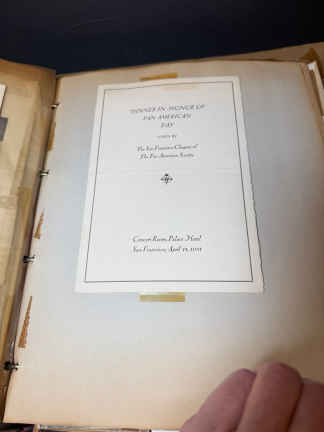 DINNER IN HONOR OF
PAN AMERICAN
DAY
GIVEN BY
The San Francisco Chapter of
The Pan American Society
Concert Room, Palace Hotel
San Francisco, April